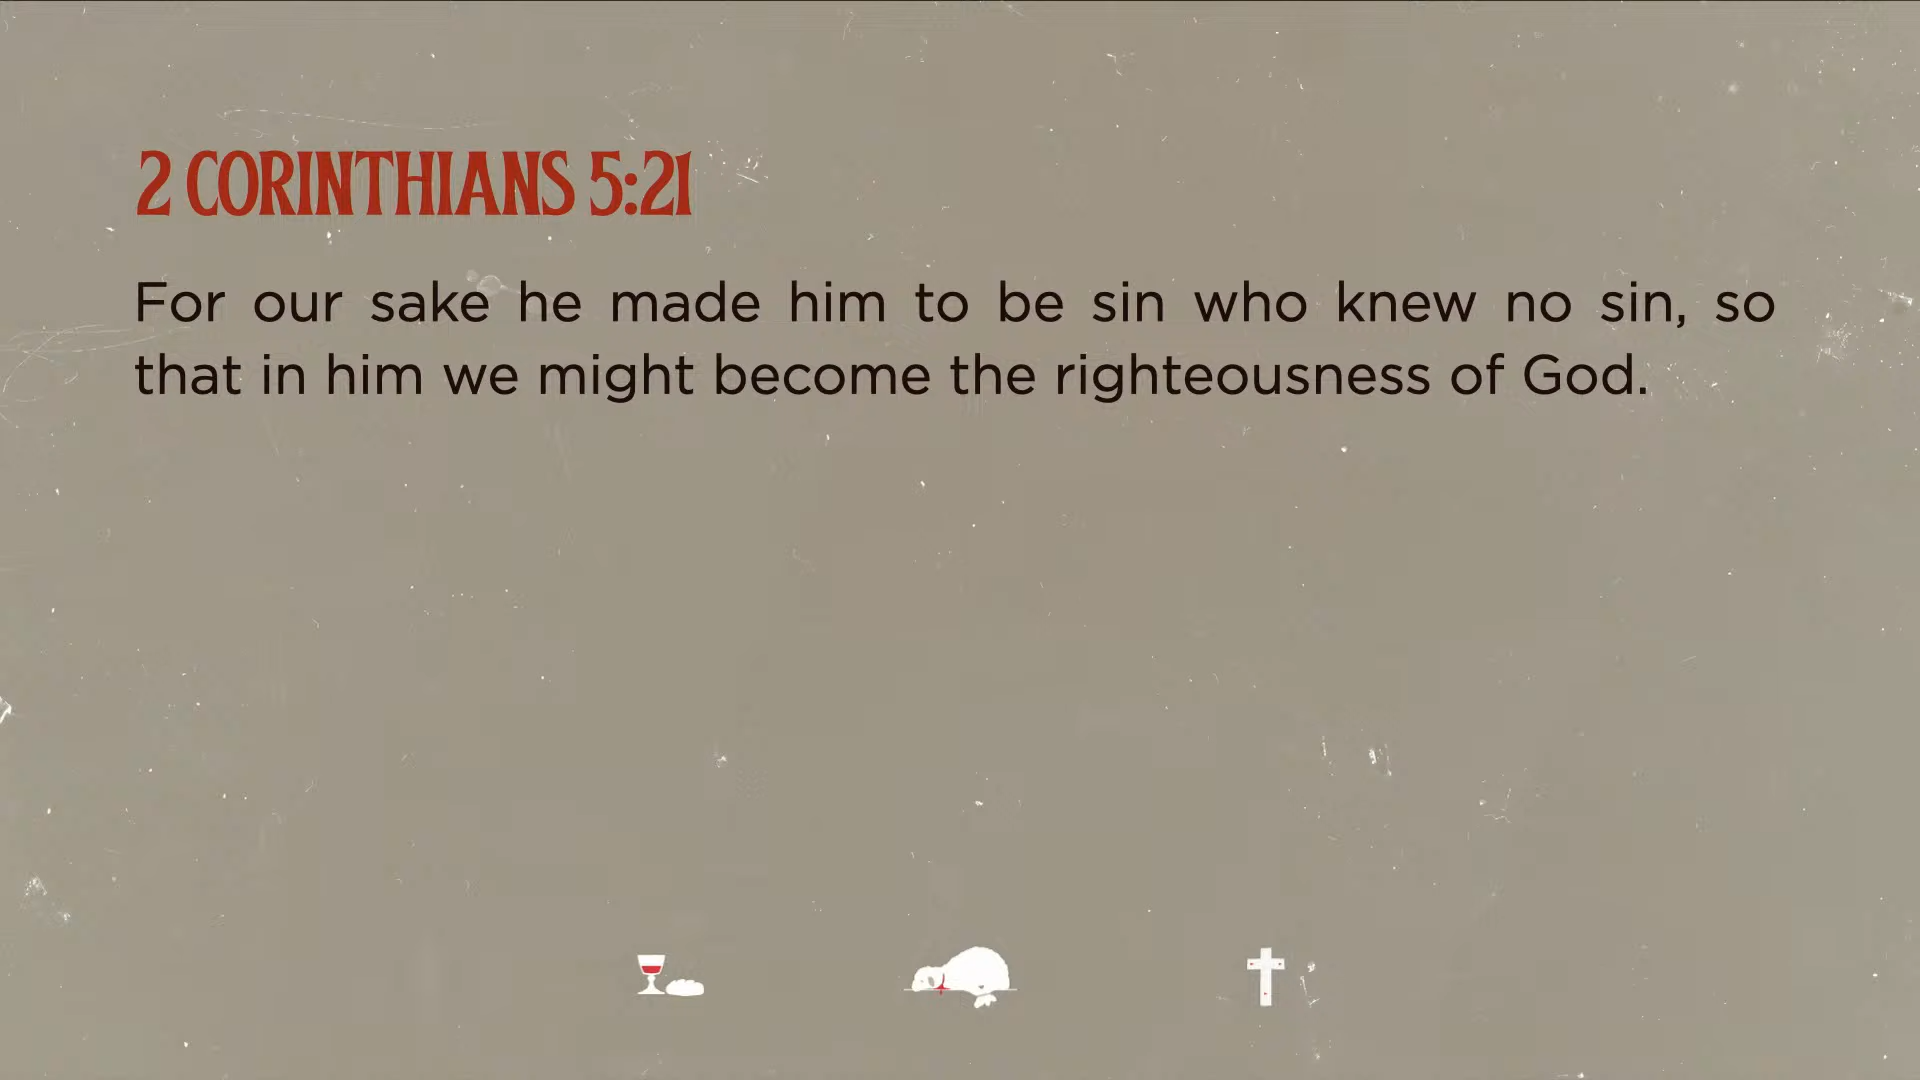 2 CORINTHIANS 5:21
For our sake he made him to be sin who knew no sin, so
that in him we might become the righteousness of God.